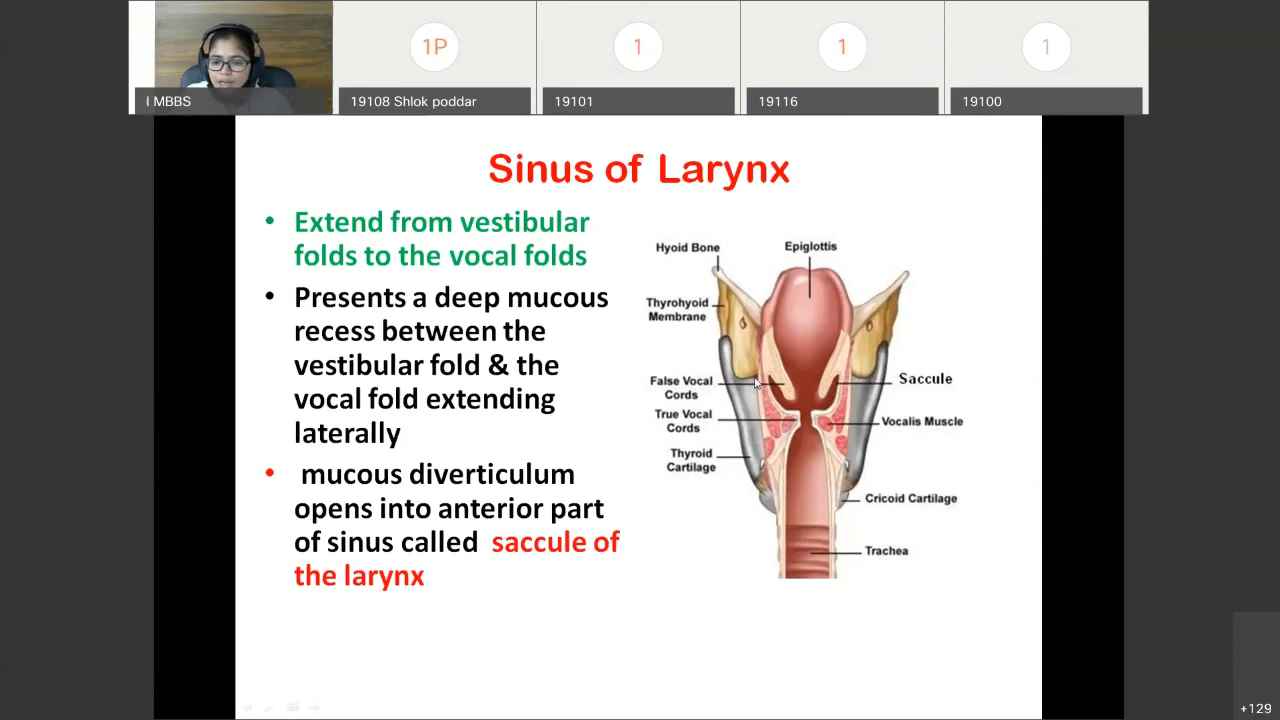 1P
1
1
1
I MBBS
19108 Shlok poddar
19101
19116
19100
Sinus of Larynx
• Extend from vestibular
folds to the vocal folds
• Presents a deep mucous
recess between the
vestibular fold & the
vocal fold extending
laterally
• mucous diverticulum
opens into anterior part
of sinus called saccule of
the larynx
Hyoid Bone
Epiglottis
Thyrohyoid
Membrane
False Vocal
Cords
Saccule
True Vocal
Cords
Vocalis Muscle
Thyroid
Cartilage
Cricoid Cartilage
Trachea
+129